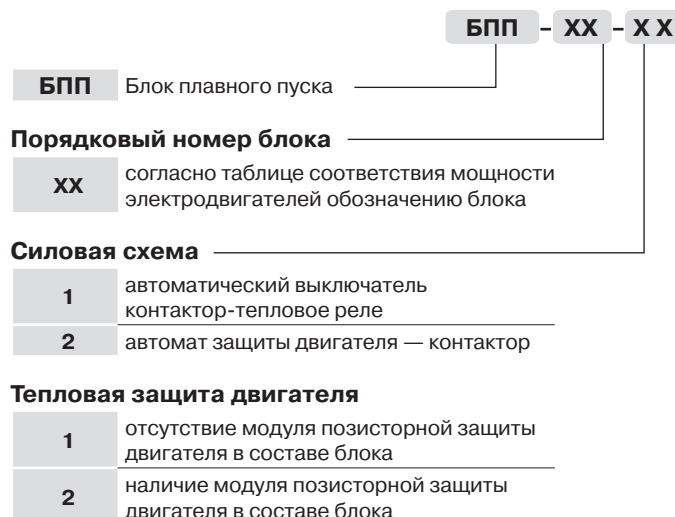 БПП – XX – X X
БПП Блок плавного пуска
Порядковый номер блока
XX согласно таблице соответствия мощности
электродвигателей обозначению блока
Силовая схема
1 автоматический выключатель
контактор-тепловое реле
2 автомат защиты двигателя — контактор
Тепловая защита двигателя
1 отсутствие модуля позисторной защиты
двигателя в составе блока
2 наличие модуля позисторной защиты
двигателя в составе блока